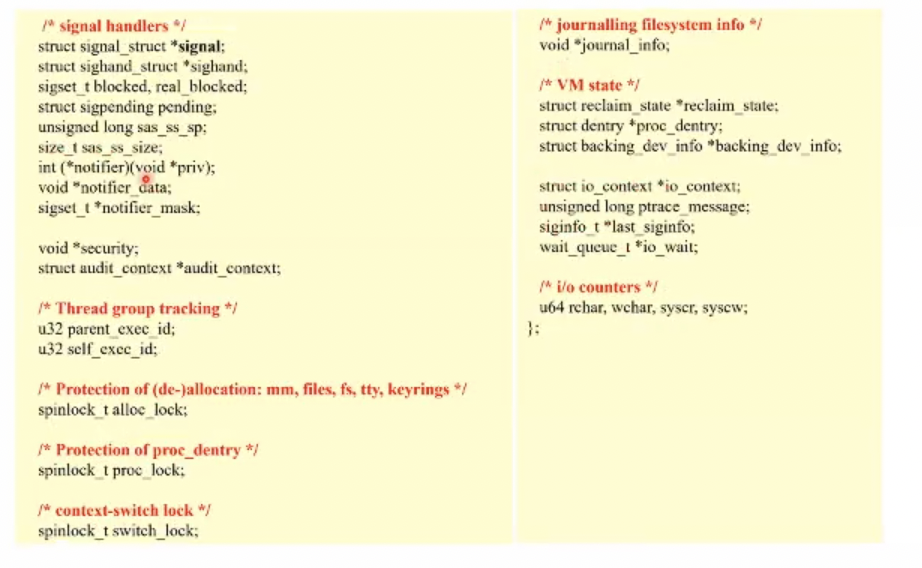 /* signal handlers */
struct signal_struct *signal;
struct sighand_struct *sighand;
sigset_t blocked, real_blocked;
struct sigpending pending;
unsigned long sas_ss_sp;
size_t sas_ss_size;
int (*notifier)(void *priv);
void *notifier_data;
sigset_t *notifier_mask;
void *security;
struct audit_context *audit_context;
/* Thread group tracking */
u32 parent_exec_id;
u32 self_exec_id;
/* Protection of (de-)allocation: mm, files, fs, tty, keyrings */
spinlock_t alloc_lock;
/* Protection of proc_dentry */
spinlock_t proc_lock;
/* context-switch lock */
spinlock_t switch_lock;
/* journalling filesystem info */
void *journal_info;
/* VM state */
struct reclaim_state *reclaim_state;
struct dentry *proc_dentry;
struct backing_dev_info *backing_dev_info;
struct io_context *io_context;
unsigned long ptrace_message;
siginfo_t *last_siginfo;
wait_queue_t *io_wait;
/* i/o counters */
u64 rchar, wchar, syscr, syscw;
};